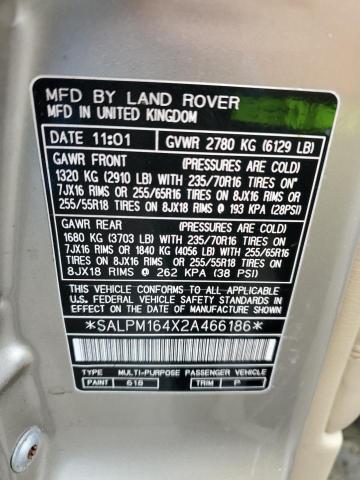 MFD BY LAND ROVER
MFD IN UNITED KINGDOM
DATE 11:01 GVWR 2780 KG (6129 LB)
GAWR FRONT (PRESSURES ARE COLD)
1320 KG (2910 LB) WITH 235/70R16 TIRES ON*
7JX16 RIMS OR 255/65R16 TIRES ON 8JX16 RIMS OR
255/55R18 TIRES ON 8JX18 RIMS @ 193 KPA (28PSI)
GAWR REAR (PRESSURES ARE COLD)
1680 KG (3703 LB) WITH 235/70R16 TIRES ON*
7JX16 RIMS OR 1840 KG (4056 LB) WITH 255/65R16
TIRES ON 8JX16 RIMS OR 255/55R18 TIRES ON
8JX18 RIMS @ 262 KPA (38 PSI)
THIS VEHICLE CONFORMS TO ALL APPLICABLE
U.S. FEDERAL MOTOR VEHICLE SAFETY STANDARDS
IN EFFECT ON THE DATE OF MANUFACTURE SHOWN
ABOVE.
*SALPM164X2A466186*
TYPE MULTI-PURPOSE PASSENGER VEHICLE
PAINT 618 TRIM P